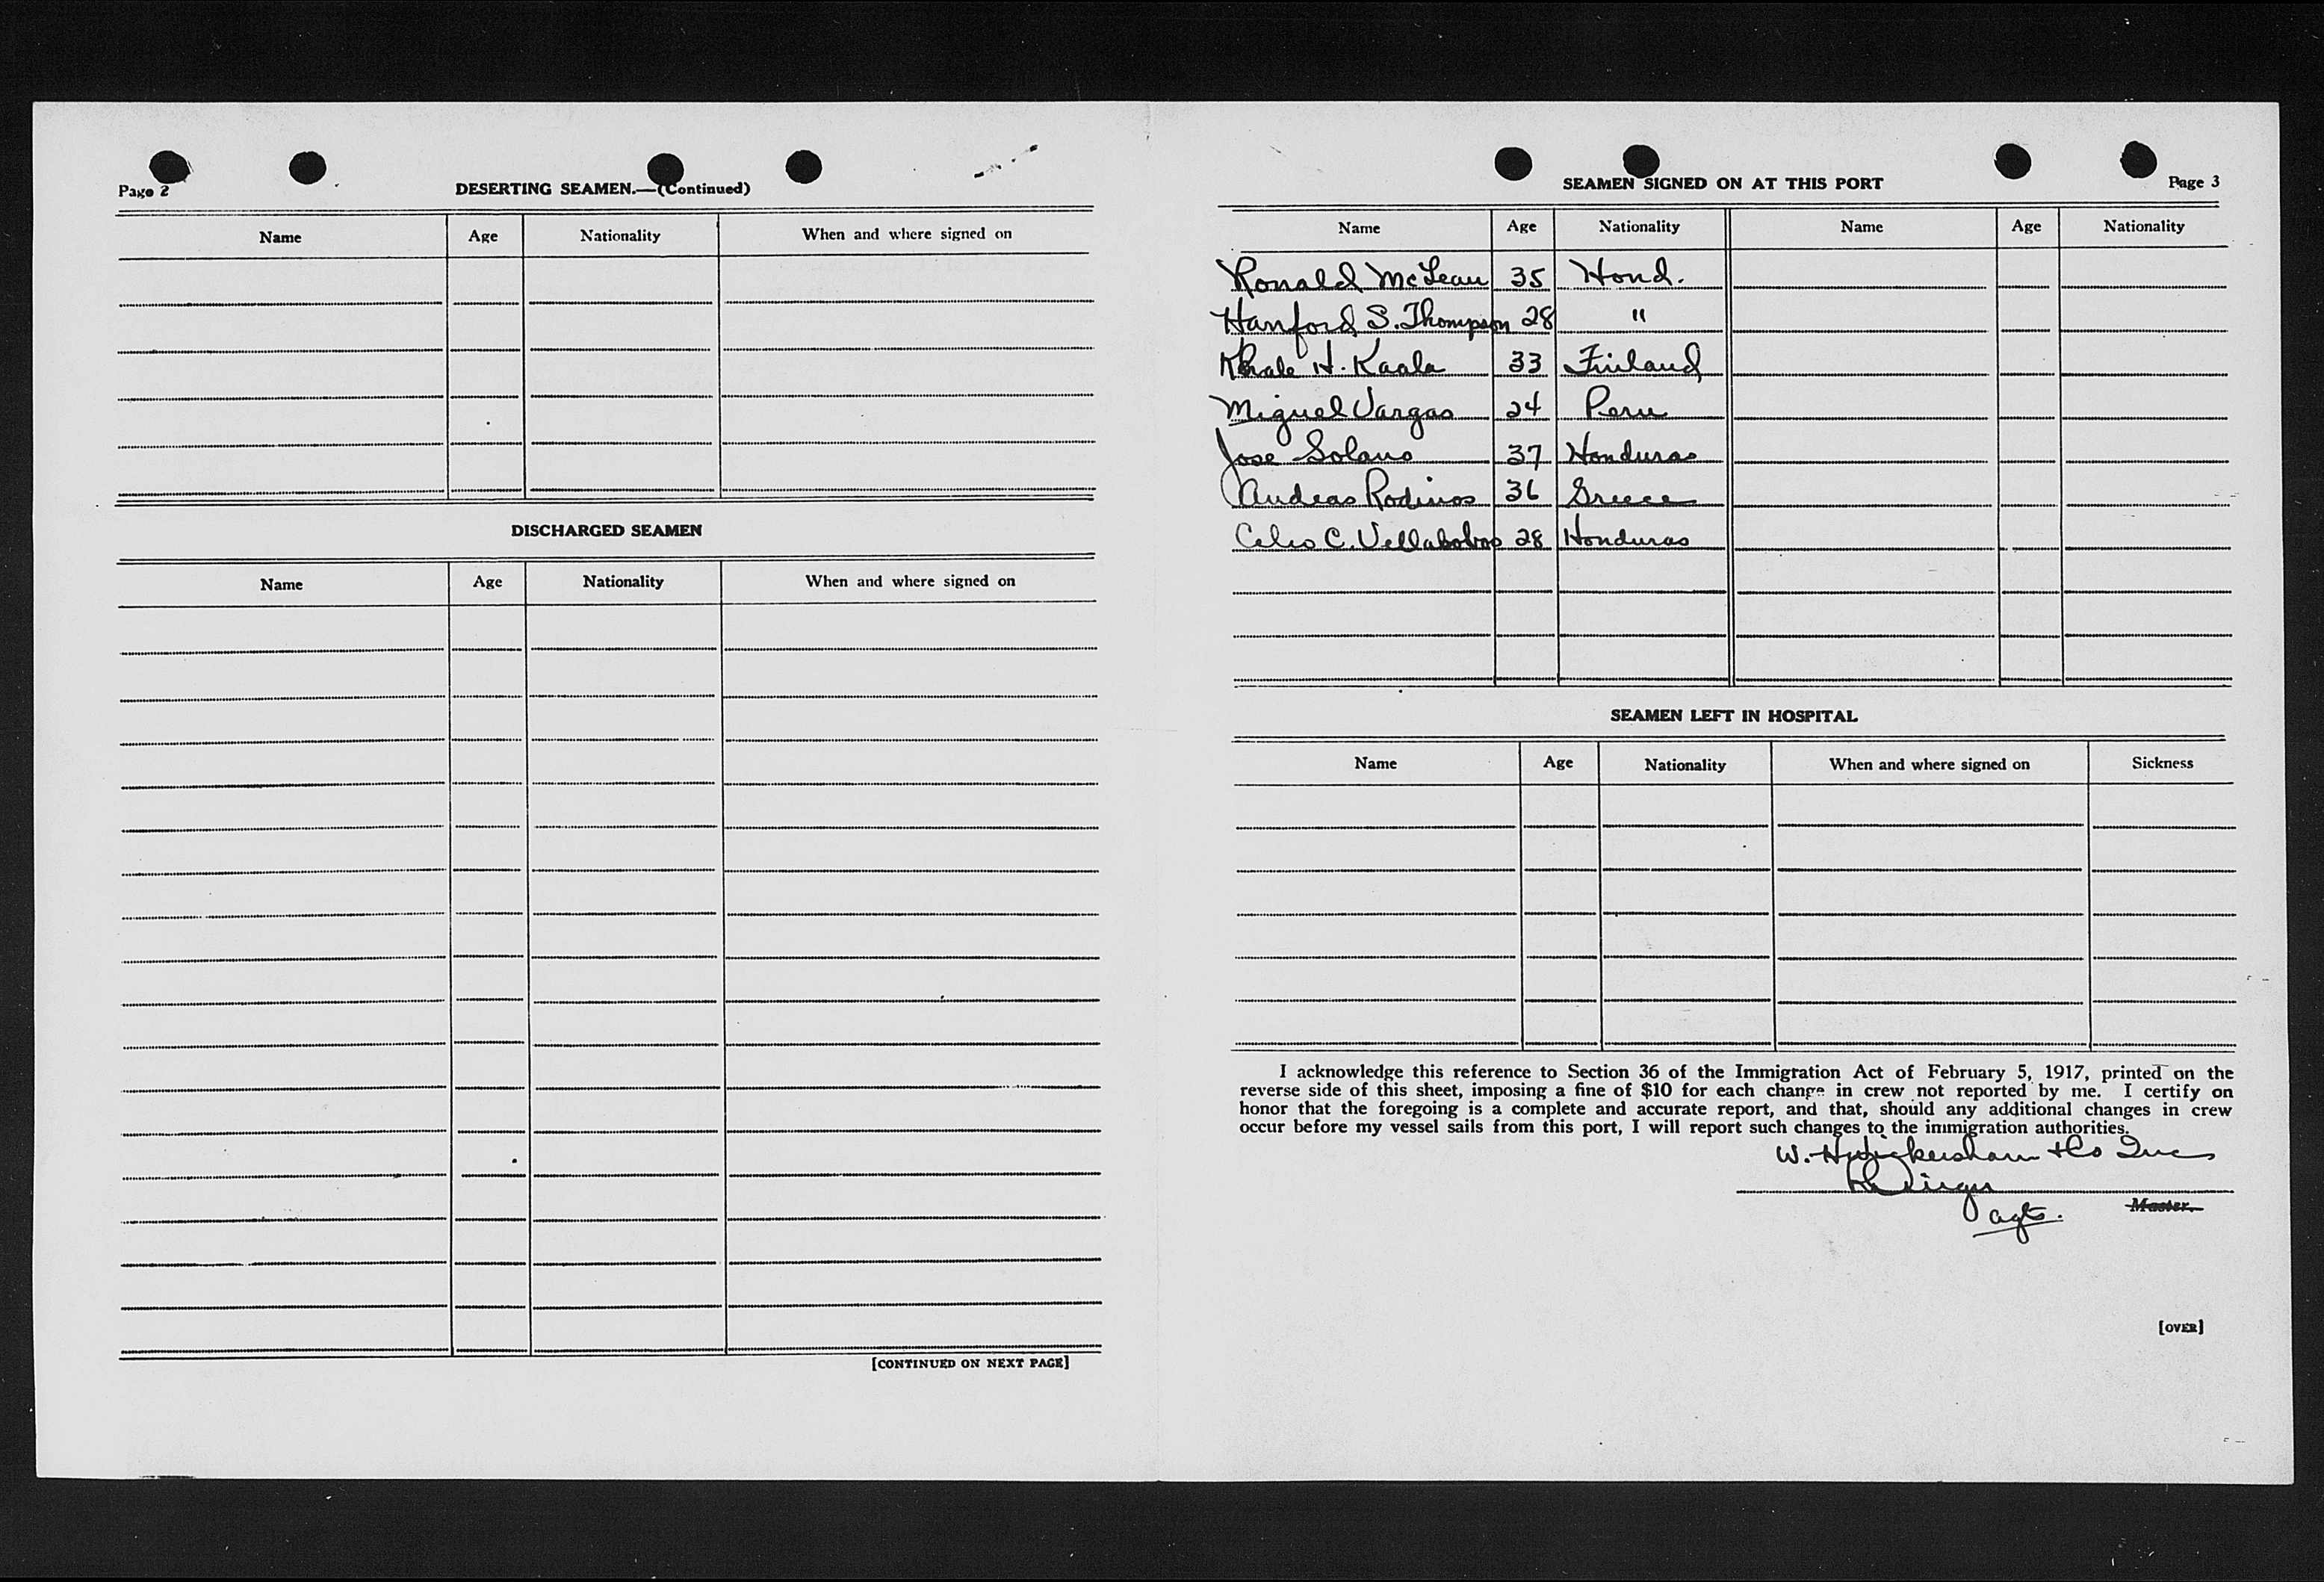 Page 2
DESERTING SEAMEN.—(Continued)
Name Age Nationality When and where signed on
DISCHARGED SEAMEN
Name Age Nationality When and where signed on
[CONTINUED ON NEXT PAGE]
SEAMEN SIGNED ON AT THIS PORT
Page 3
Name Age Nationality Name Age Nationality
Ronald McLean 35 Hond.
Hanford S. Thompson 28 "
H. Kaala 33 Finland
Miguel Vargas 24 Peru
Jose Solano 37 Honduras
Andreas Rodinos 36 Greece
C. Vellabolos 28 Honduras
SEAMEN LEFT IN HOSPITAL
Name Age Nationality When and where signed on Sickness
I acknowledge this reference to Section 36 of the Immigration Act of February 5, 1917, printed on the
reverse side of this sheet, imposing a fine of $10 for each change in crew not reported by me. I certify on
honor that the foregoing is a complete and accurate report, and that, should any additional changes in crew
occur before my vessel sails from this port, I will report such changes to the immigration authorities.
W. H. Wickersham & Co Inc
Master.
agts.
[OVER]